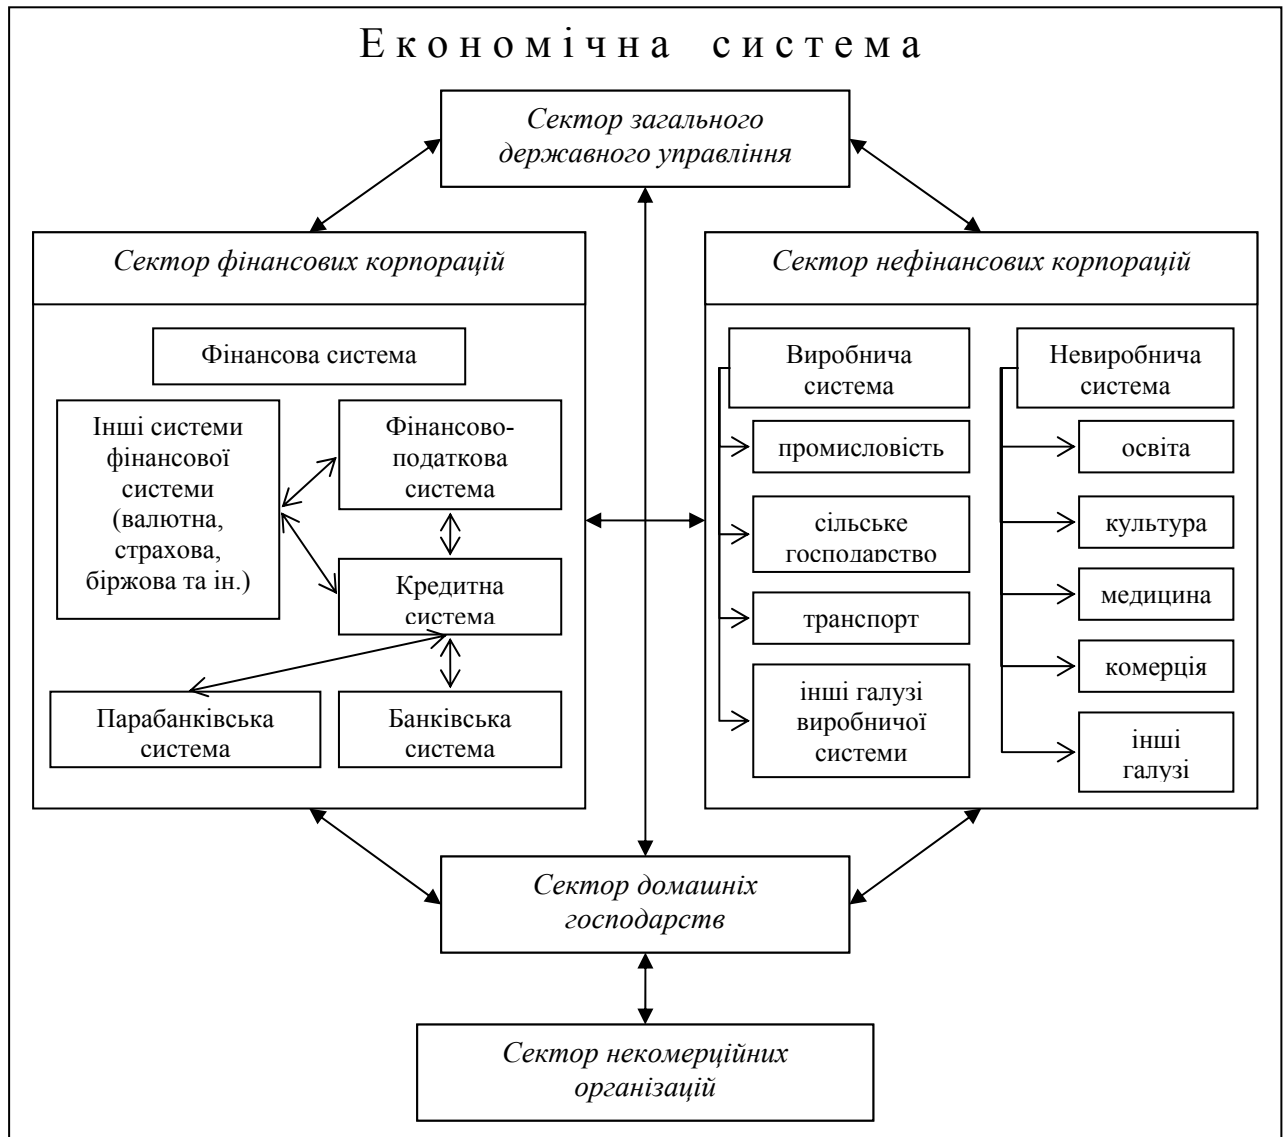 Економічна система
Сектор загального
державного управління
Сектор фінансових корпорацій
Фінансова система
Інші системи
фінансової
системи
(валютна,
страхова,
біржова та ін.)
Фінансово-
податкова
система
Кредитна
система
Парабанківська
система
Банківська
система
Сектор нефінансових корпорацій
Виробнича
система
промисловість
сільське
господарство
транспорт
інші галузі
виробничої
системи
Невиробнича
система
освіта
культура
медицина
комерція
інші
галузі
Сектор домашніх
господарств
Сектор некомерційних
організацій